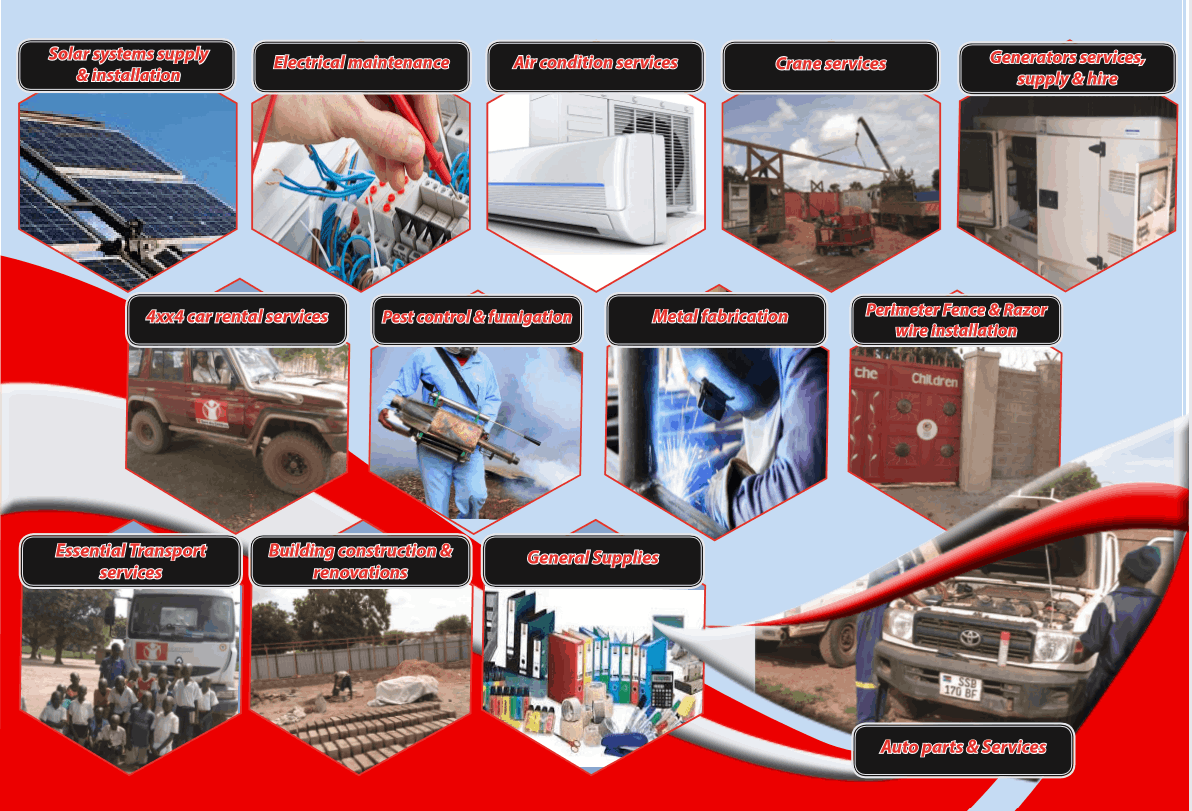 Solar systems supply
& installation
Electrical maintenance
Air condition services
Crane services
Generators services,
supply & hire
4xx4 car rental services
Pest control & fumigation
Metal fabrication
Perimeter Fence & Razor
wire installation
the Children
Essential Transport
services
Building construction &
renovations
General Supplies
SSB
170 BF
Auto parts & Services